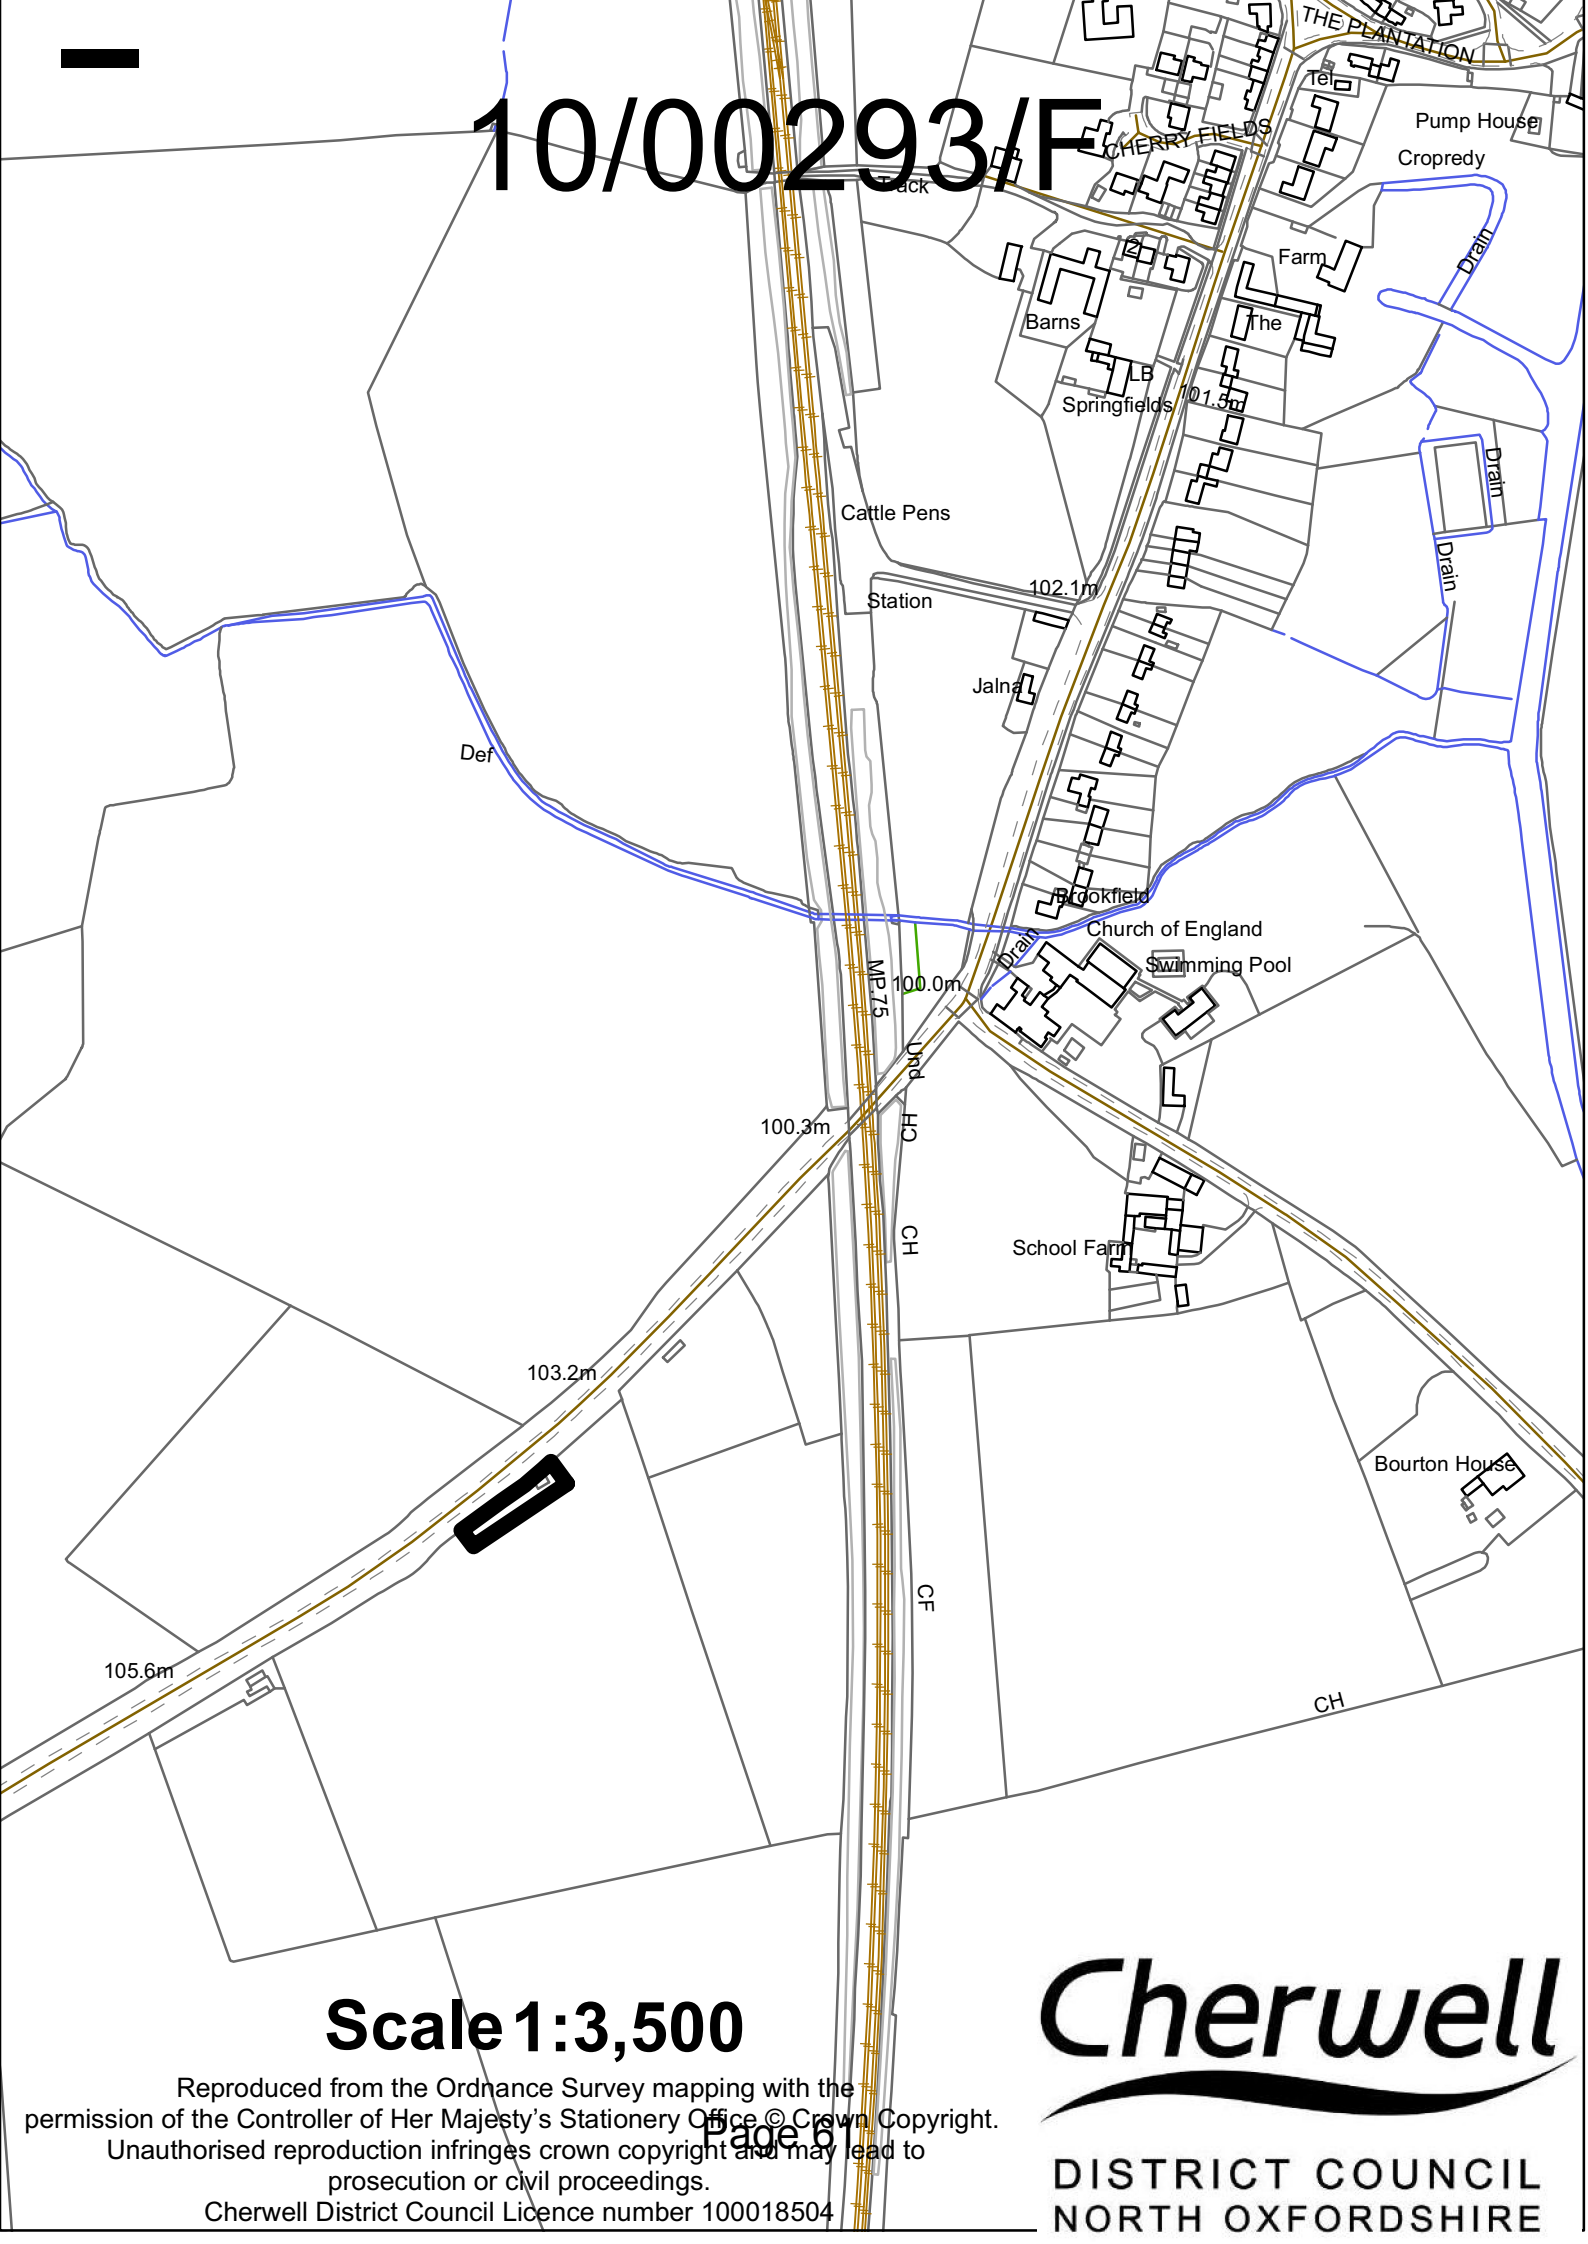 THE PLANTATION
Tel
10/00293/F
Pump House
CHERRY FIELDS
Cropredy
Track
Drain
2
Farm
Barns
The
LB
101.5m
Springfields
Drain
Cattle Pens
Drain
102.1m
Station
Jalna
Def
Brookfield
Church of England
Drain
Swimming Pool
MP.75
100.0m
Und
100.3m
CH
CH
School Farm
103.2m
Bourton House
CF
105.6m
CH
Cherwell
DISTRICT COUNCIL
NORTH OXFORDSHIRE
Scale 1:3,500
Reproduced from the Ordnance Survey mapping with the
permission of the Controller of Her Majesty's Stationery Office © Crown Copyright.
Unauthorised reproduction infringes crown copyright and may lead to
prosecution or civil proceedings.
Cherwell District Council Licence number 100018504
Page 61